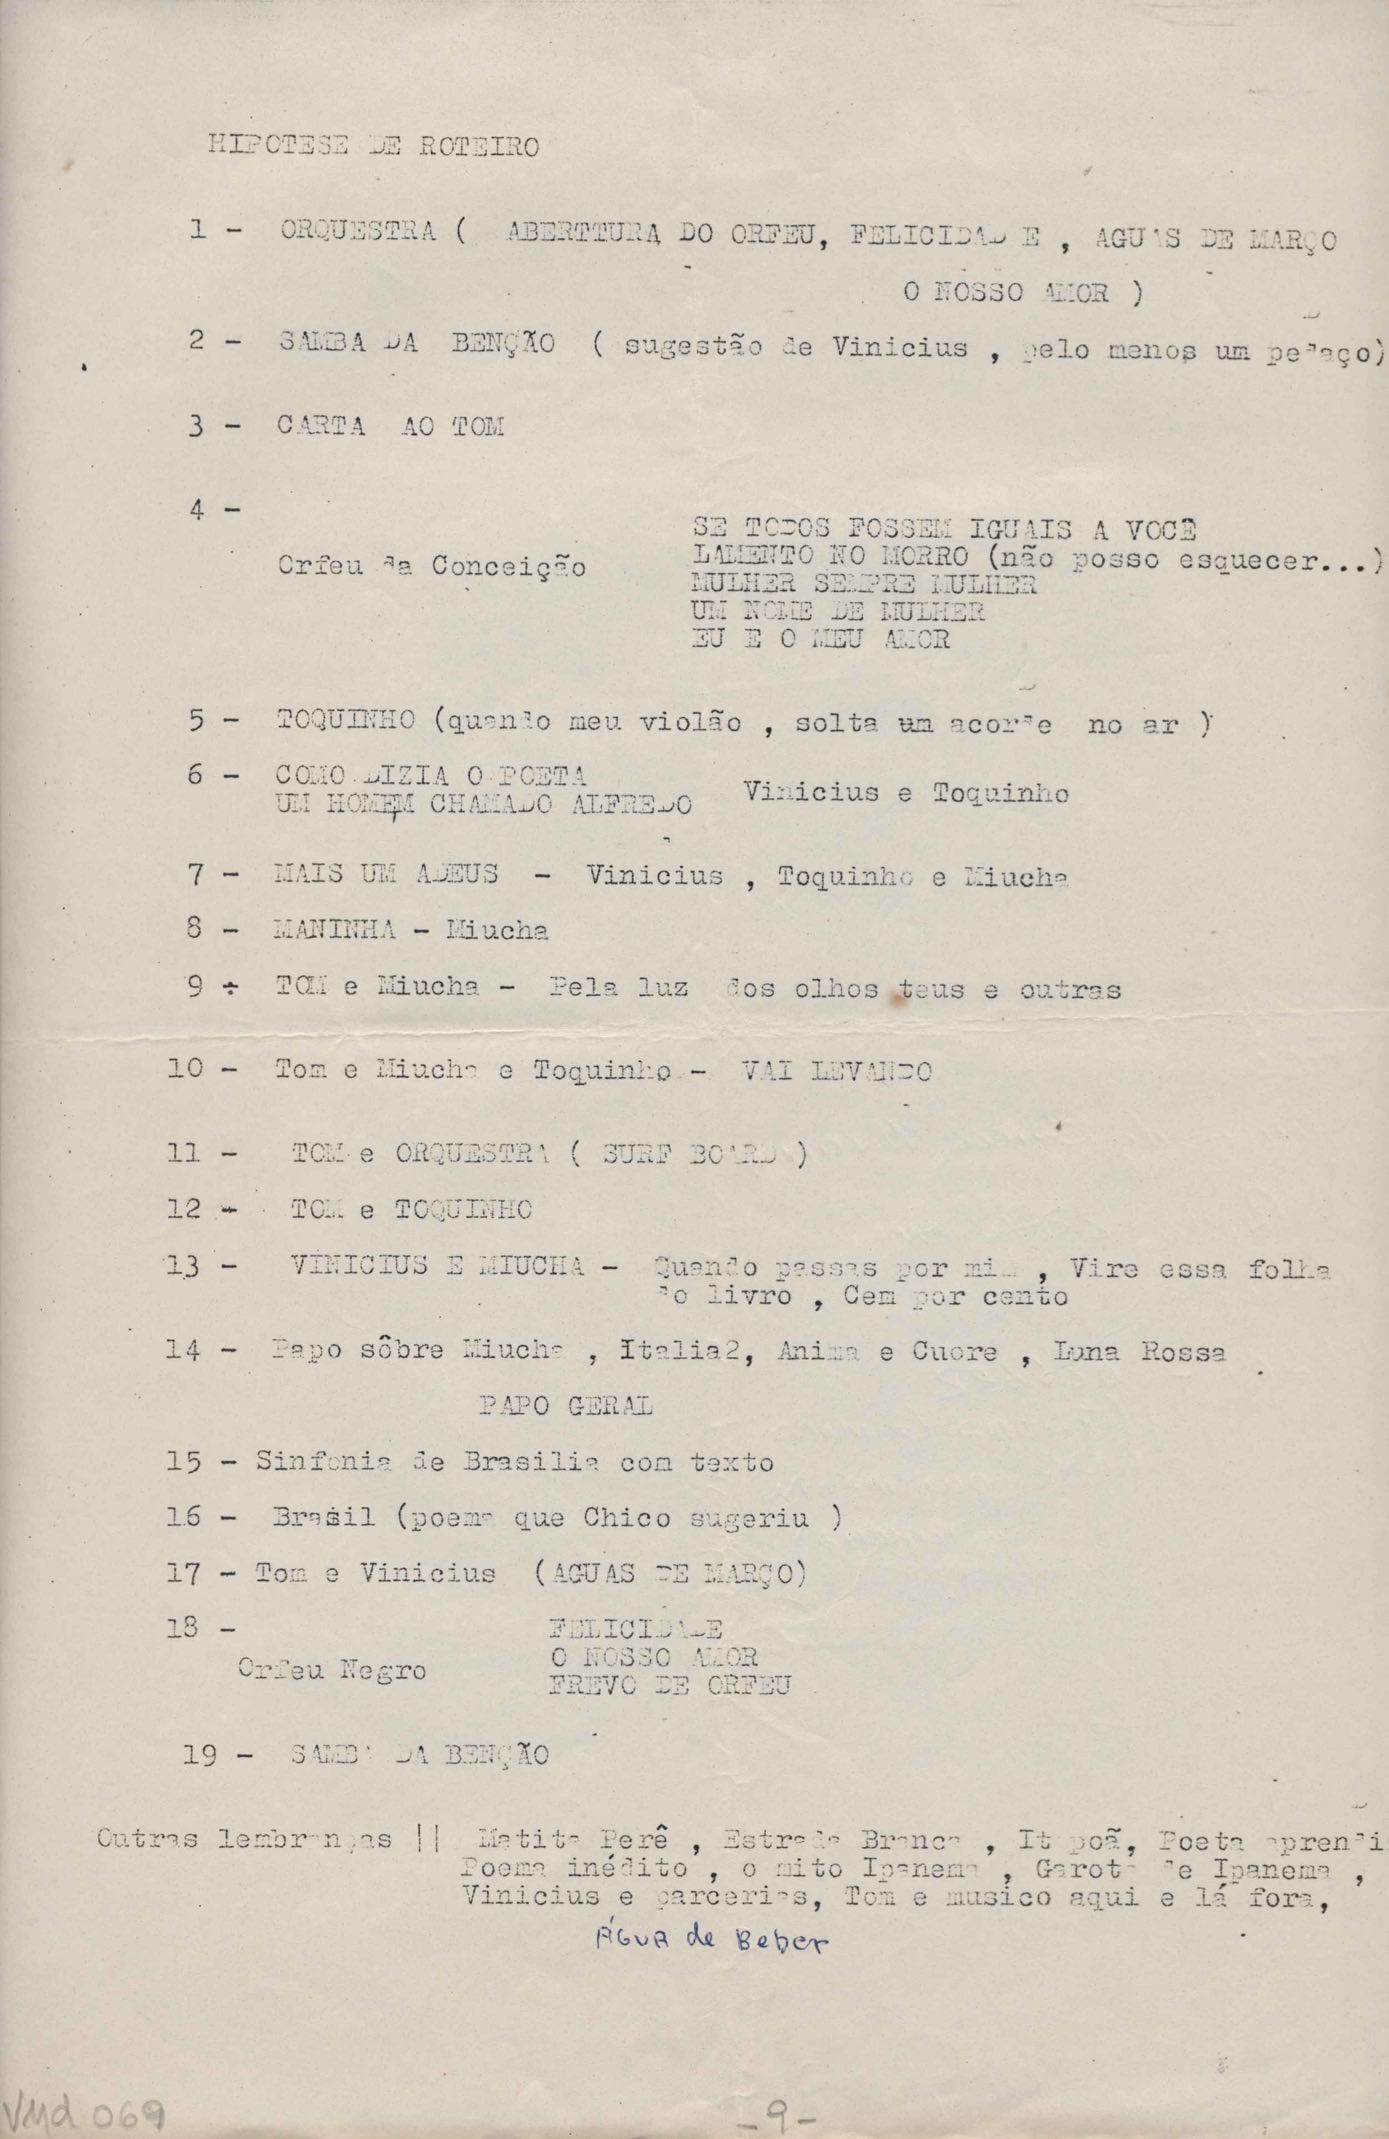 HIPOTESE DE ROTEIRO
1 - ORQUESTRA ( ABERTTURA DO ORFEU, FELICIDADE , AGUAS DE MARÇO
O NOSSO AMOR )
2 - SAMBA DA BENÇÃO ( sugestão de Vinicius , pelo menos um pedaço)
3 - CARTA AO TOM
4 -
SE TODOS FOSSEM IGUAIS A VOCÊ
Orfeu da Conceição LAMENTO NO MORRO (não posso esquecer...)
MULHER SEMPRE MULHER
UM NOME DE MULHER
EU E O MEU AMOR
5 - TOQUINHO (quando meu violão , solta um acorde no ar )
6 - COMO DIZIA O POETA
UM HOMEM CHAMADO ALFREDO Vinicius e Toquinho
7 - MAIS UM ADEUS - Vinicius , Toquinho e Miucha
8 - MANINHA - Miucha
9 ÷ TOM e Miucha - Pela luz dos olhos teus e outras
10 - Tom e Miucha e Toquinho - VAI LEVANDO
11 - TOM e ORQUESTRA ( SURF BOARD )
12 - TOM e TOQUINHO
13 - VINICIUS E MIUCHA - Quando passas por mim , Vire essa folha
do livro , Cem por cento
14 - Papo sôbre Miucha , Italia2, Anima e Cuore , Luna Rossa
PAPO GERAL
15 - Sinfonia de Brasilia com texto
16 - Brasil (poema que Chico sugeriu )
17 - Tom e Vinicius (AGUAS DE MARÇO)
18 - FELICIDADE
O NOSSO AMOR
Orfeu Negro
FREVO DE ORFEU
19 - SAMBA DA BENÇÃO
Outras lembranças || Matita Perê , Estrada Branca , Itapoã, Poeta aprendi
Poema inédito , o mito Ipanema , Garota de Ipanema ,
Vinicius e parcerias, Tom e musico aqui e lá fora,
ÁGUA de Beber
VMd 069
-9-